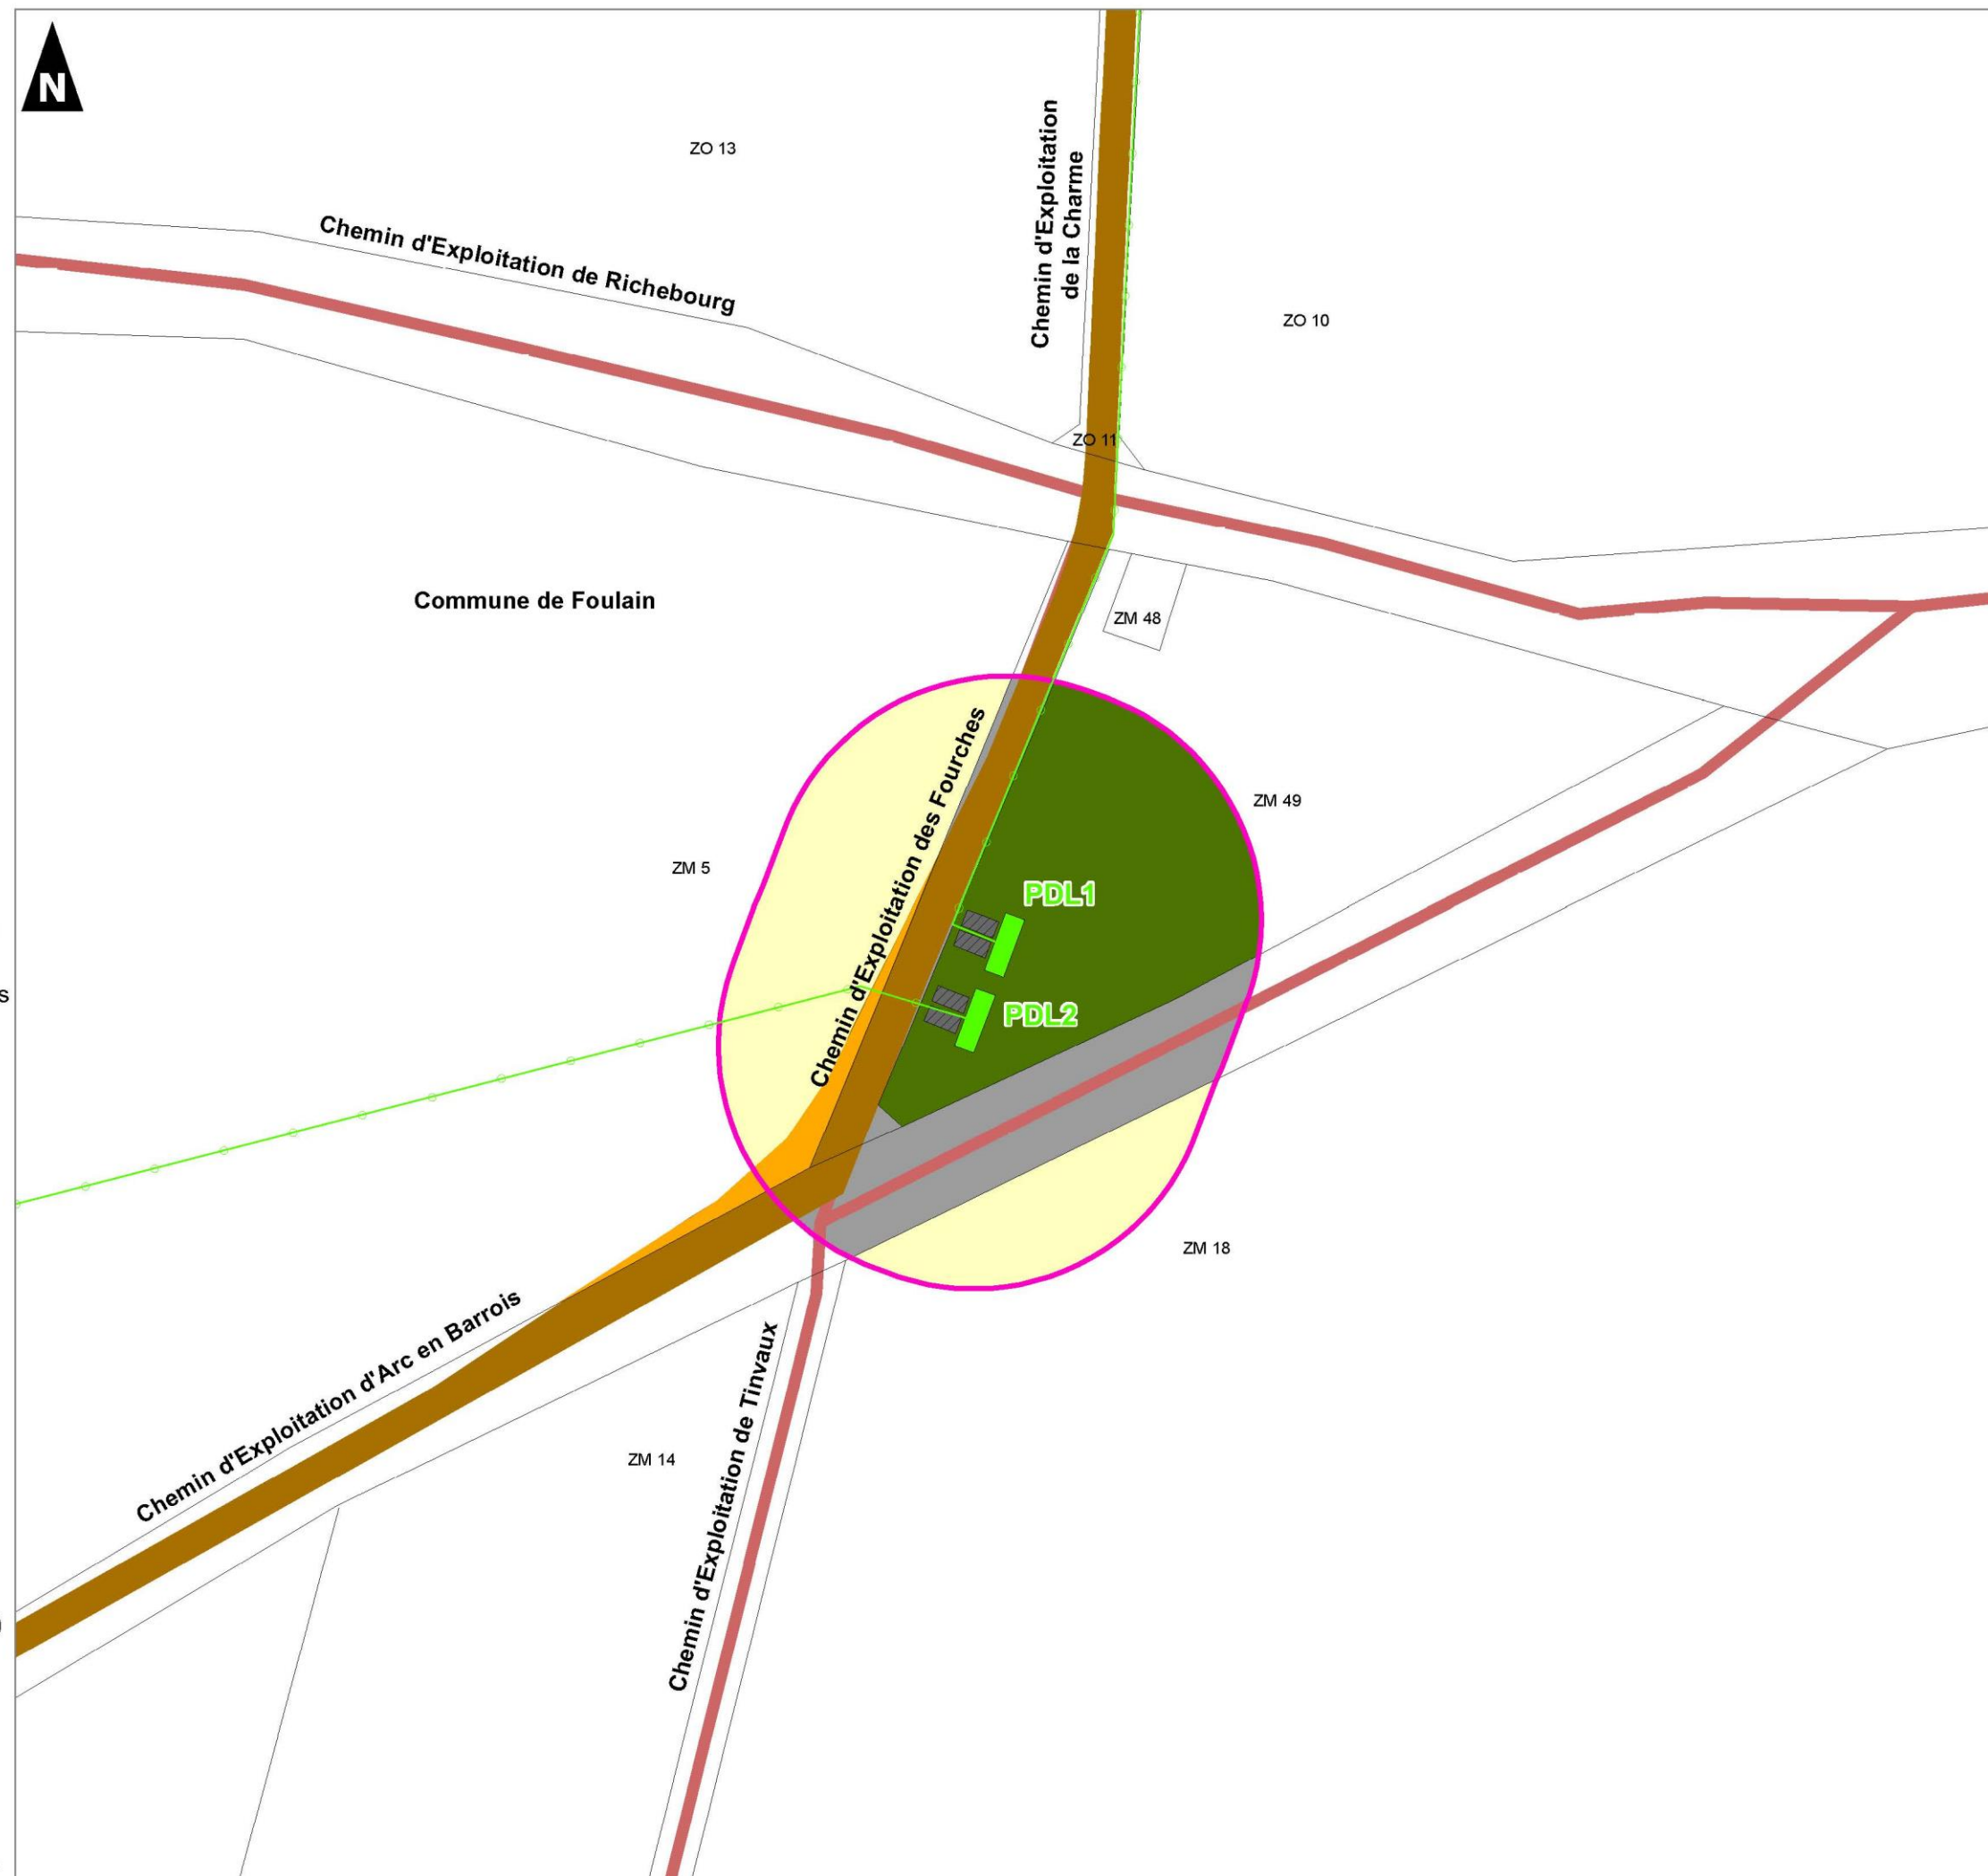 N
ZO 13
Chemin d'Exploitation
de la Charme
Chemin d'Exploitation de Richebourg
ZO 10
ZO 11
Commune de Foulain
ZM 48
Chemin d'Exploitation des Fourches
ZM 49
ZM 5
PDL1
s
PDL2
ZM 18
Chemin d'Exploitation d'Arc en Barrois
Chemin d'Exploitation de Tinvaux
ZM 14
)